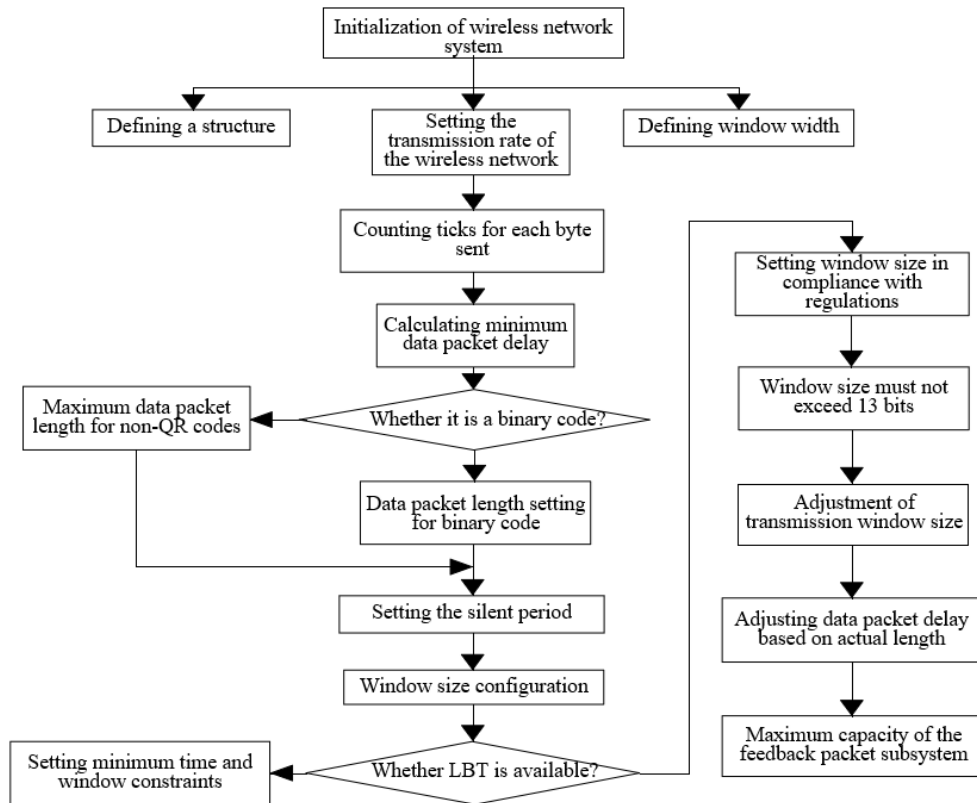 Initialization of wireless network
system
Defining a structure
Setting the
transmission rate of
the wireless network
Defining window width
Counting ticks for each byte
sent
Calculating minimum
data packet delay
Whether it is a binary code?
Maximum data packet
length for non-QR codes
Data packet length setting
for binary code
Setting the silent period
Window size configuration
Whether LBT is available?
Setting minimum time and
window constraints
Setting window size in
compliance with
regulations
Window size must not
exceed 13 bits
Adjustment of
transmission window size
Adjusting data packet delay
based on actual length
Maximum capacity of the
feedback packet subsystem